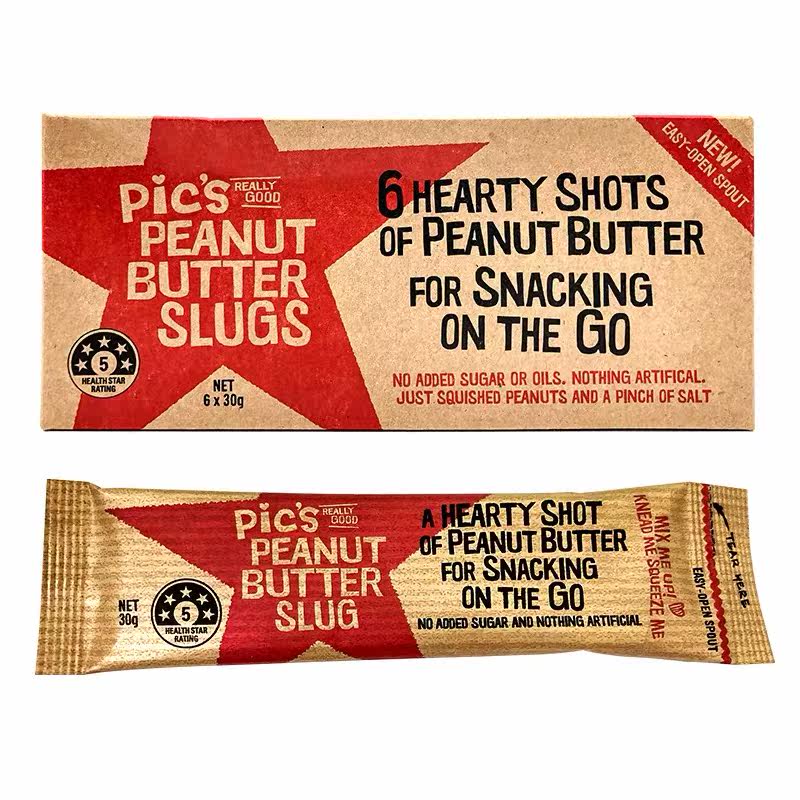 Pic's REALLY GOOD
PEANUT
BUTTER
SLUGS
5
HEALTH STAR
RATING
NET
6 x 30g
6 HEARTY SHOTS
OF PEANUT BUTTER
FOR SNACKING
ON THE GO
NO ADDED SUGAR OR OILS. NOTHING ARTIFICIAL.
JUST SQUISHED PEANUTS AND A PINCH OF SALT
NEW!
EASY-OPEN SPOUT
Pic's REALLY GOOD
PEANUT
BUTTER
SLUG
NET
30g
5
HEALTH STAR
RATING
A HEARTY SHOT
OF PEANUT BUTTER
FOR SNACKING
ON THE GO
NO ADDED SUGAR AND NOTHING ARTIFICIAL
MIX ME UP!
KNEAD ME SQUEEZE ME
EASY-OPEN SPOUT
TEAR HERE